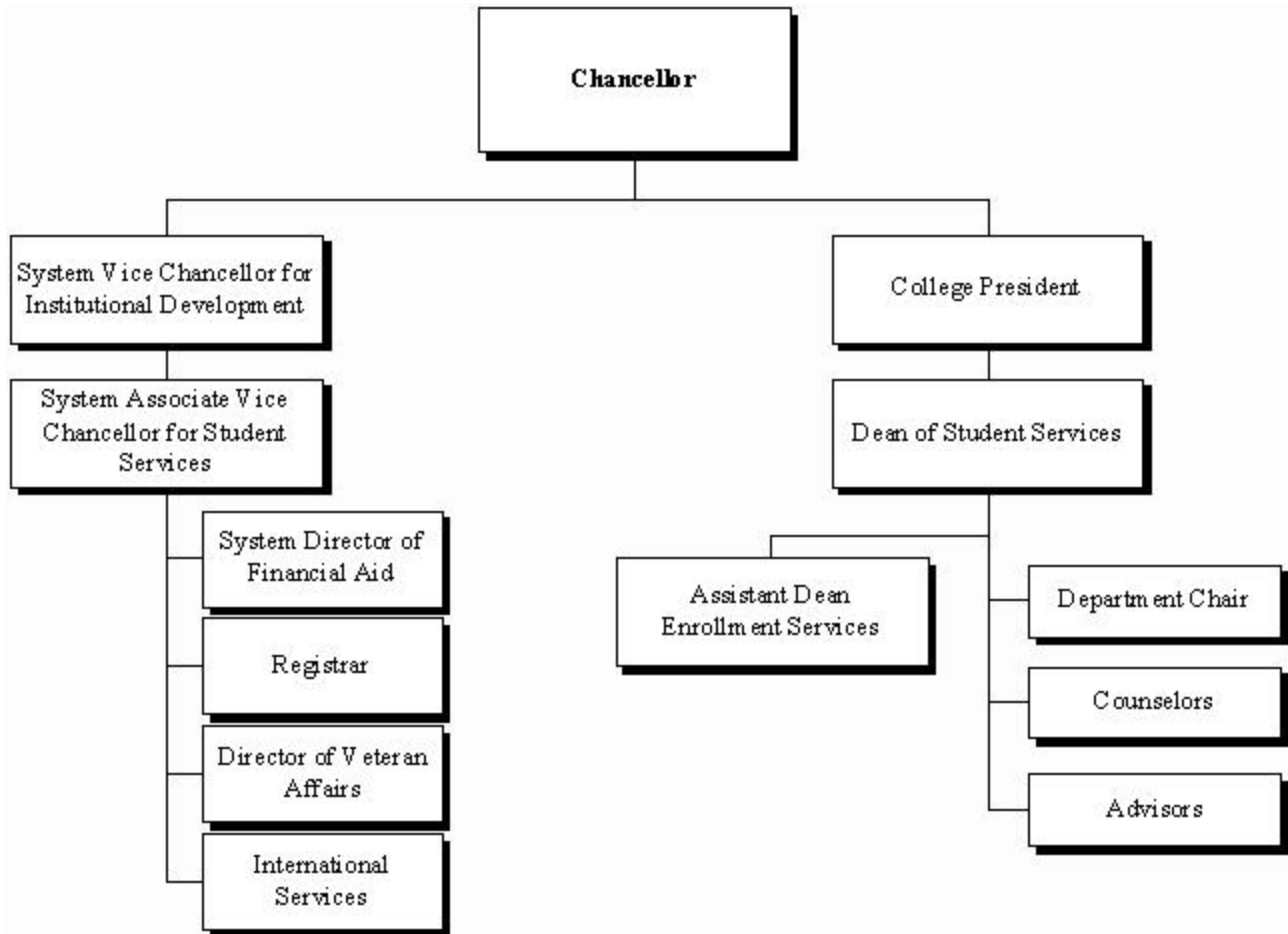 Chancellor
System Vice Chancellor for
Institutional Development
College President
System Associate Vice
Chancellor for Student
Services
Dean of Student Services
System Director of
Financial Aid
Registrar
Director of Veteran
Affairs
International
Services
Assistant Dean
Enrollment Services
Department Chair
Counselors
Advisors